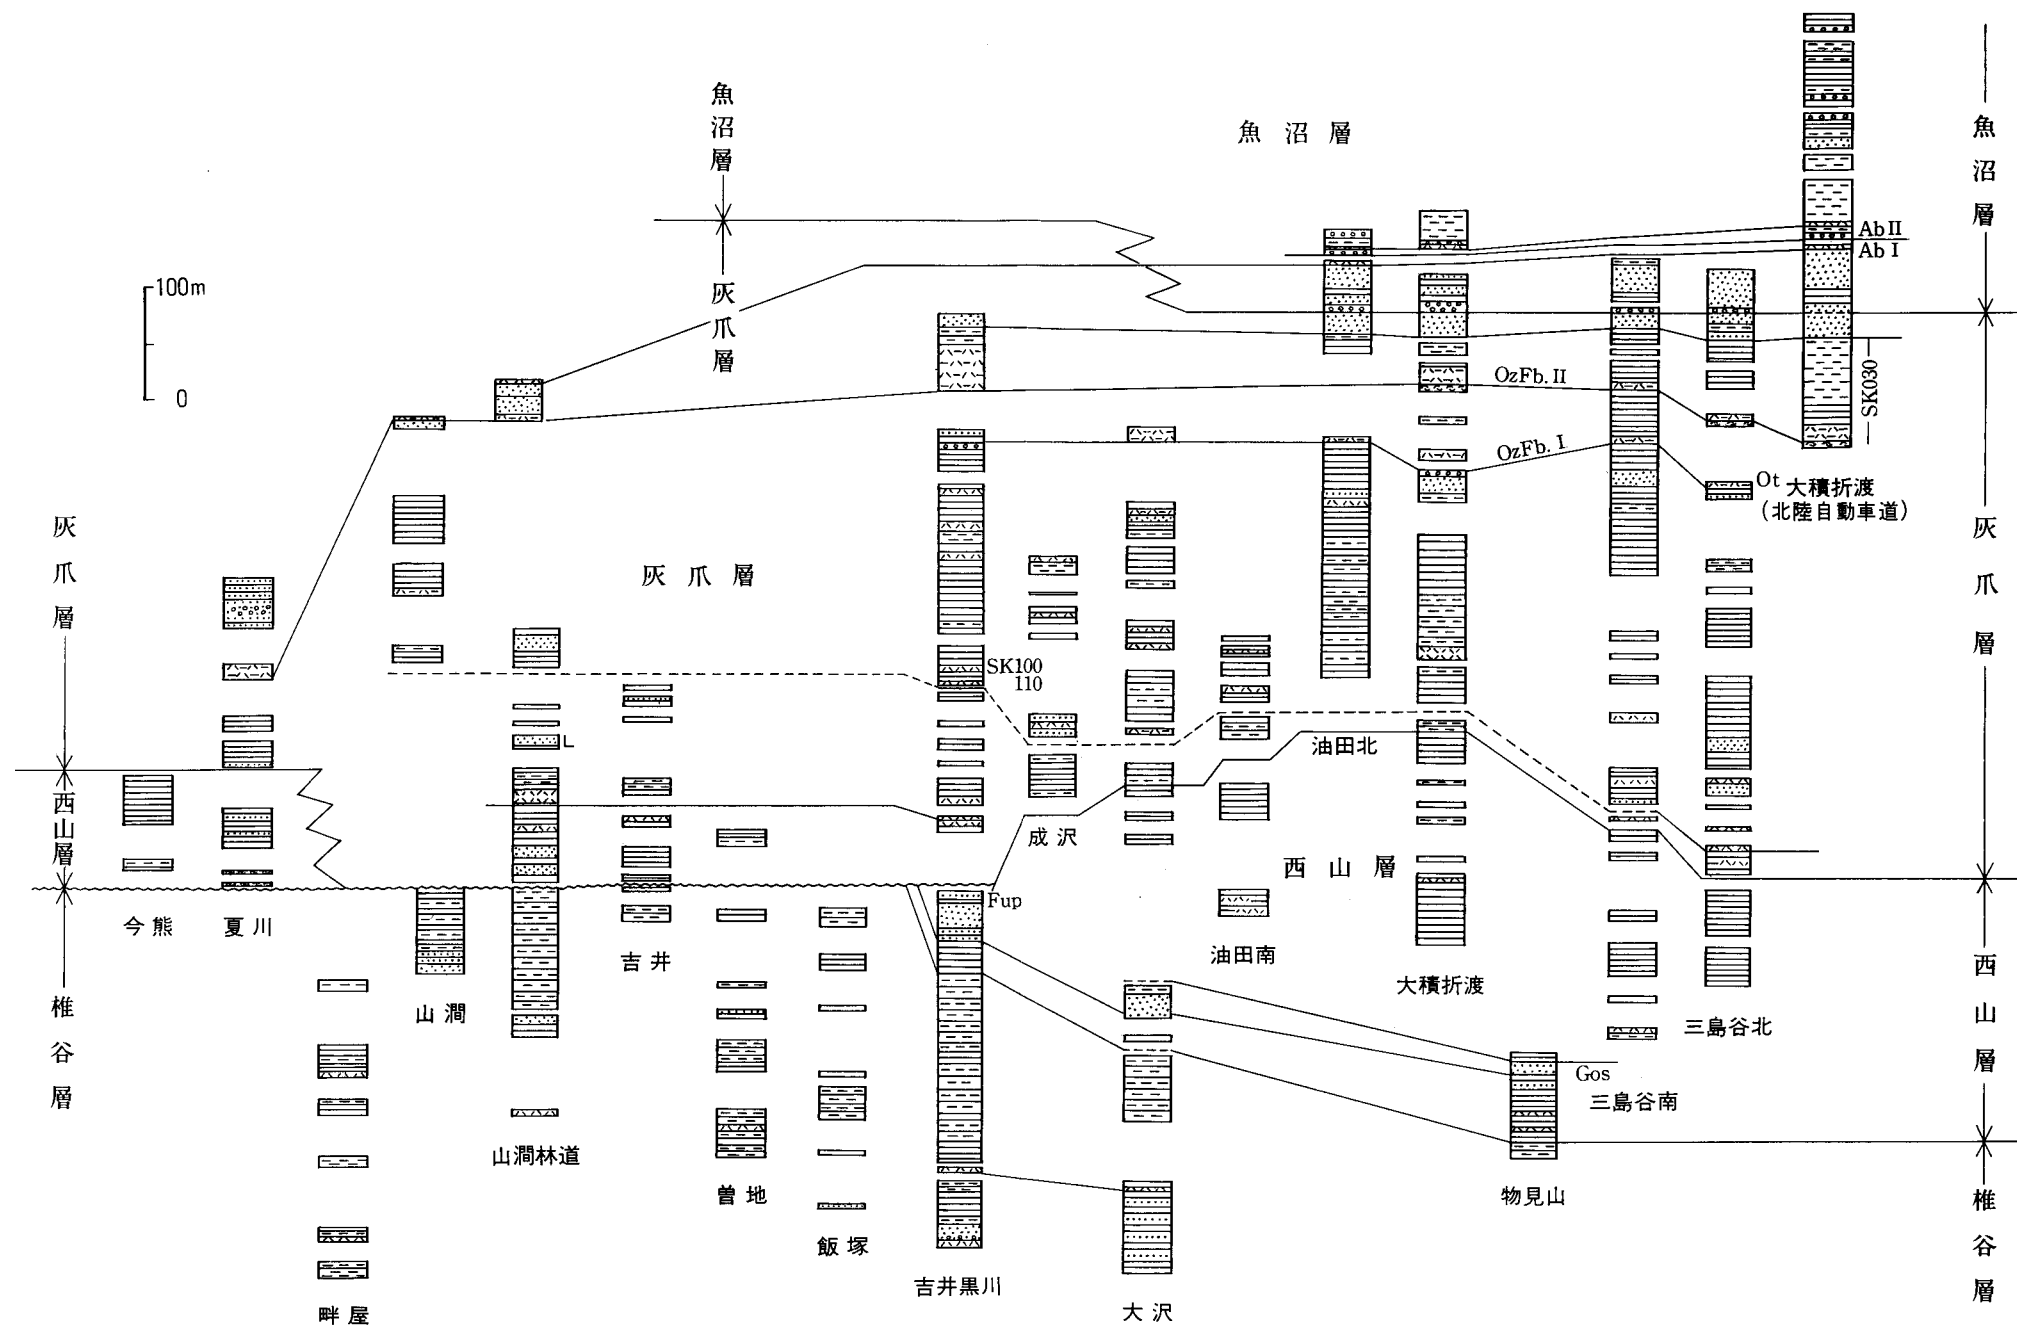 魚沼層
魚沼層
魚沼層
Ab II
Ab I
100m
0
灰爪層
SK030
OzFb. II
OzFb. I
Ot
大積折渡
(北陸自動車道)
灰爪層
灰爪層
灰爪層
SK100
110
L
油田北
西山層
成沢
西山層
Fup
今熊
夏川
吉井
油田南
大積折渡
西山層
山澗
椎谷層
三島谷北
Gos
三島谷南
山澗林道
曽地
物見山
椎谷層
飯塚
吉井黒川
大沢
畔屋